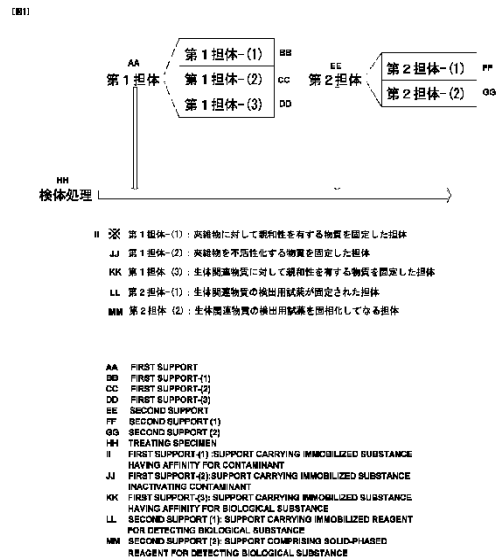 [図1]
AA
第1担体
第1担体-(1) BB
第1担体-(2) CC
第1担体-(3) DD
EE
第2担体
第2担体-(1) FF
第2担体-(2) GG
HH
検体処理
II ※ 第1担体-(1)：夾雑物に対して親和性を有する物質を固定した担体
JJ 第1担体-(2)：夾雑物を不活性化する物質を固定した担体
KK 第1担体 (3)：生体関連物質に対して親和性を有する物質を固定した担体
LL 第2担体-(1)：生体関連物質の検出用試薬が固定された担体
MM 第2担体 (2)：生体関連物質の検出用試薬を固相化してなる担体
AA FIRST SUPPORT
BB FIRST SUPPORT-(1)
CC FIRST SUPPORT-(2)
DD FIRST SUPPORT-(3)
EE SECOND SUPPORT
FF SECOND SUPPORT (1)
GG SECOND SUPPORT (2)
HH TREATING SPECIMEN
II FIRST SUPPORT-(1) :SUPPORT CARRYING IMMOBILIZED SUBSTANCE
HAVING AFFINITY FOR CONTAMINANT
JJ FIRST SUPPORT-(2):SUPPORT CARRYING IMMOBILIZED SUBSTANCE
INACTIVATING CONTAMINANT
KK FIRST SUPPORT-(3): SUPPORT CARRYING IMMOBILIZED SUBSTANCE
HAVING AFFINITY FOR BIOLOGICAL SUBSTANCE
LL SECOND SUPPORT (1): SUPPORT CARRYING IMMOBILIZED REAGENT
FOR DETECTING BIOLOGICAL SUBSTANCE
MM SECOND SUPPORT (2): SUPPORT COMPRISING SOLID-PHASED
REAGENT FOR DETECTING BIOLOGICAL SUBSTANCE